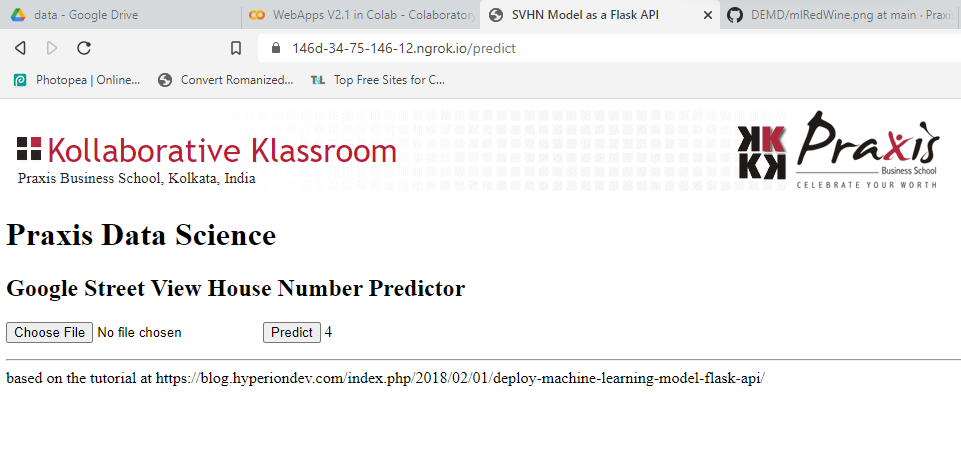 data - Google Drive
WebApps V2.1 in Colab - Colaboratory
SVHN Model as a Flask API
DEMD/mlRedWine.png at main · Praxis
146d-34-75-146-12.ngrok.io/predict
Photopea | Online...
Convert Romanized...
Top Free Sites for C...
Kollaborative Klassroom
Praxis Business School, Kolkata, India
KK
KK
Praxis
Business School
CELEBRATE YOUR WORTH
Praxis Data Science
Google Street View House Number Predictor
Choose File No file chosen Predict 4
based on the tutorial at https://blog.hyperiondev.com/index.php/2018/02/01/deploy-machine-learning-model-flask-api/